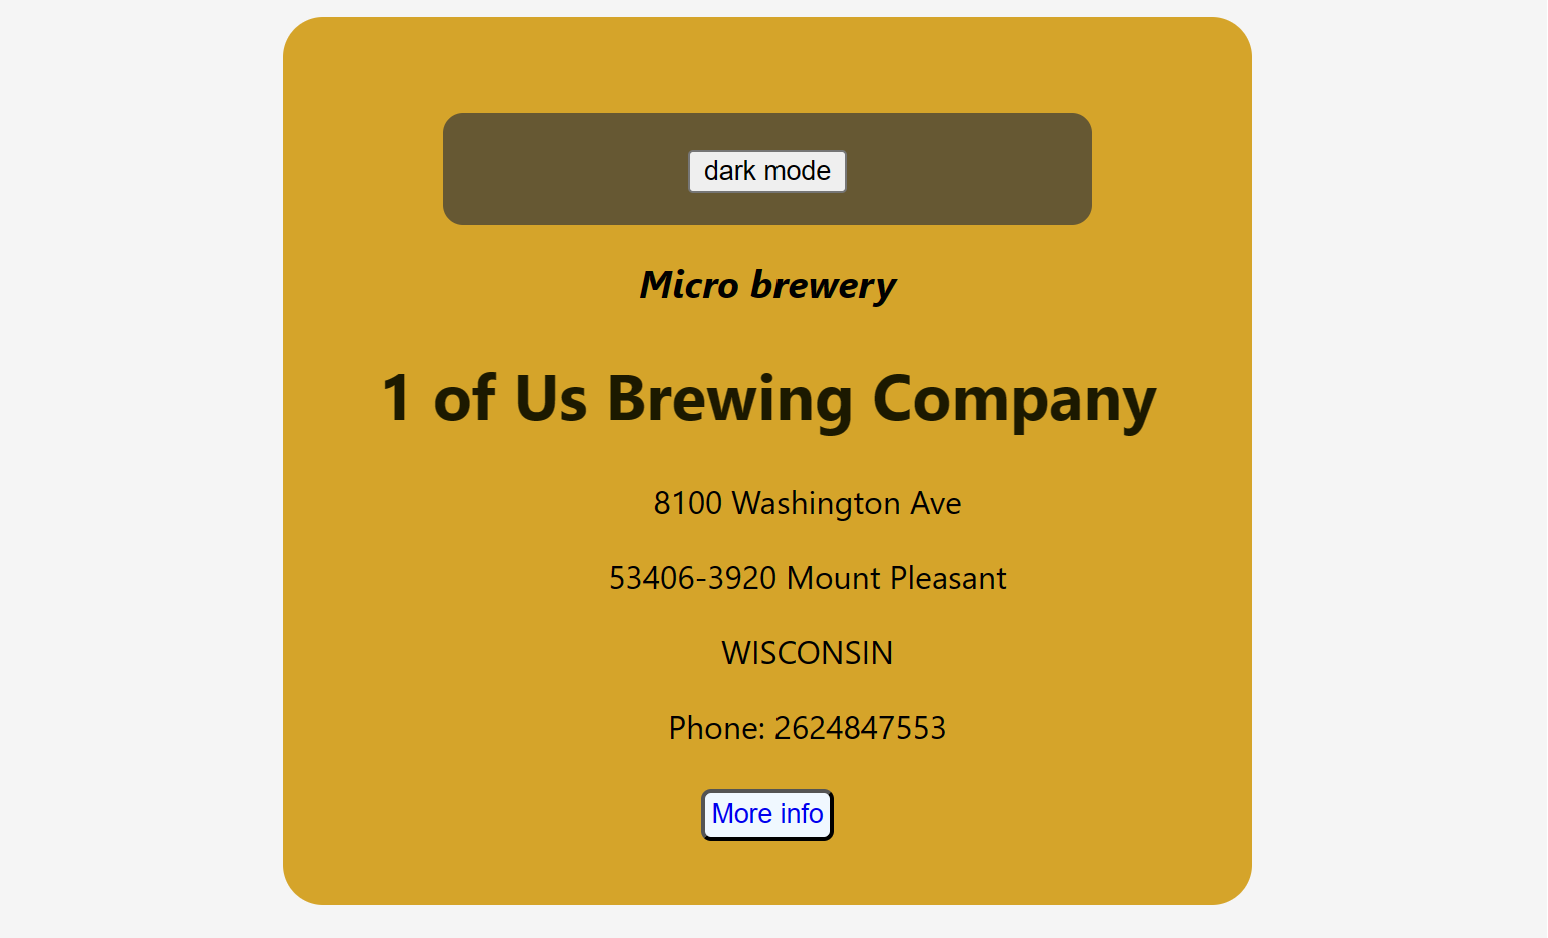 dark mode
Micro brewery
1 of Us Brewing Company
8100 Washington Ave
53406-3920 Mount Pleasant
WISCONSIN
Phone: 2624847553
More info